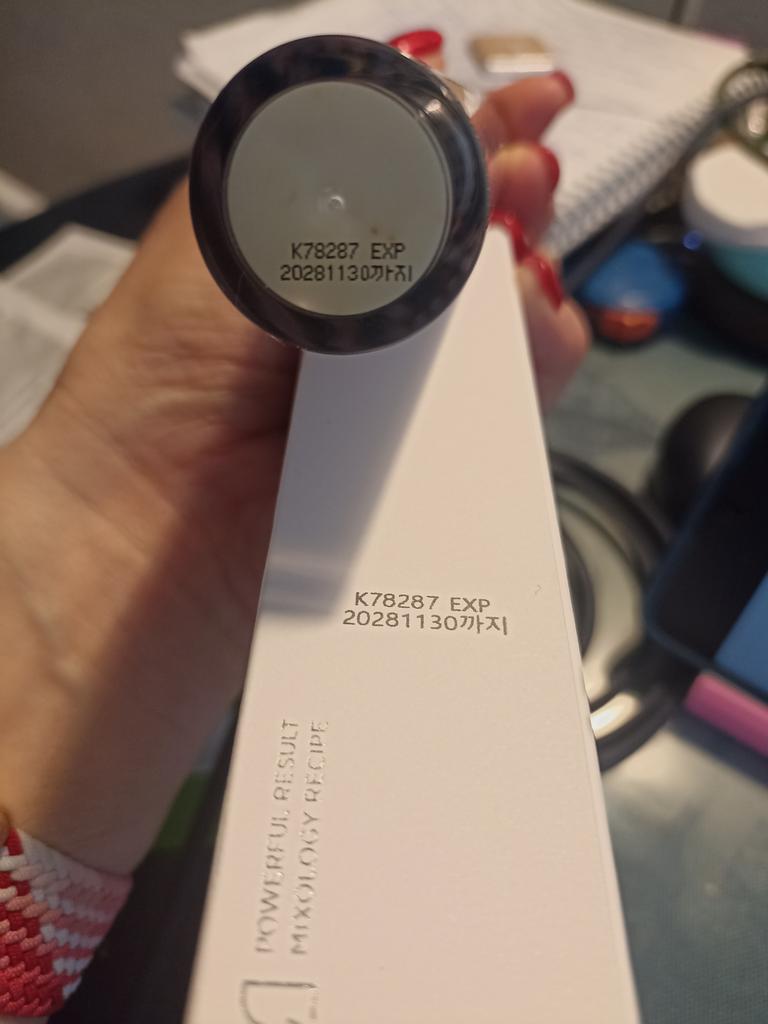 K78287 EXP
20281130까지
K78287 EXP
20281130까지
POWERFUL RESULT
MIXOLOGY RECIPE